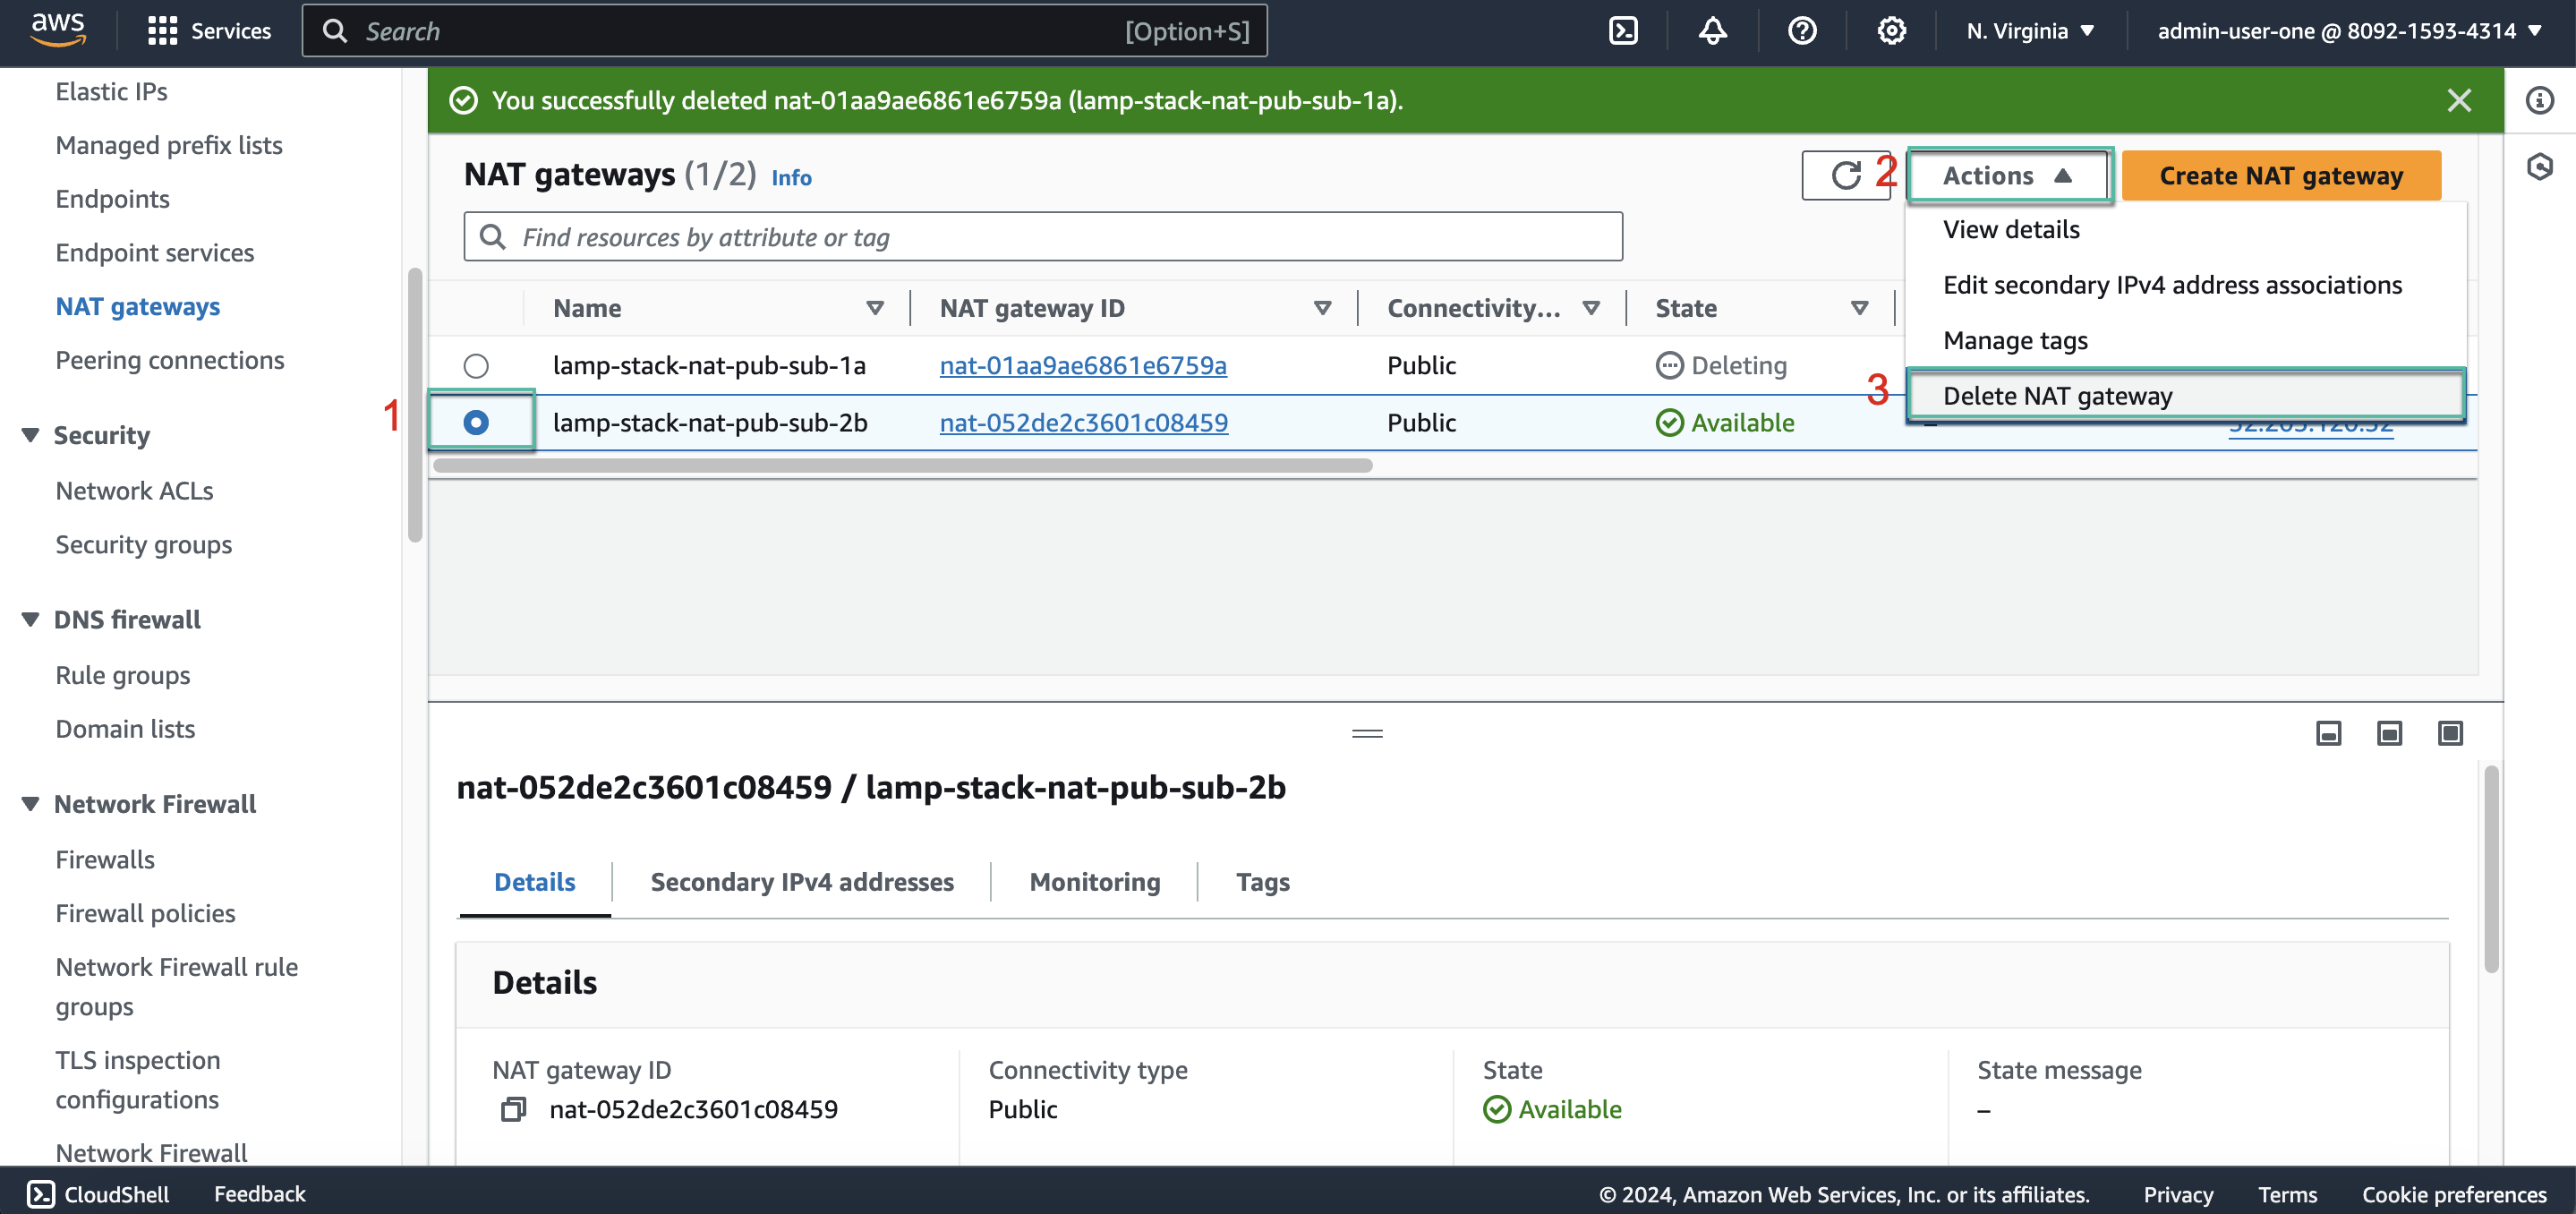 aws
Services
Search
[Option+S]
N. Virginia
admin-user-one @ 8092-1593-4314
Elastic IPs
Managed prefix lists
Endpoints
Endpoint services
NAT gateways
Peering connections
Security
Network ACLs
Security groups
DNS firewall
Rule groups
Domain lists
Network Firewall
Firewalls
Firewall policies
Network Firewall rule
groups
TLS inspection
configurations
Network Firewall
You successfully deleted nat-01aa9ae6861e6759a (lamp-stack-nat-pub-sub-1a).
NAT gateways (1/2) Info
2
Actions
Create NAT gateway
Find resources by attribute or tag
View details
Edit secondary IPv4 address associations
Manage tags
3
Delete NAT gateway
Name
NAT gateway ID
Connectivity...
State
lamp-stack-nat-pub-sub-1a
nat-01aa9ae6861e6759a
Public
Deleting
1
lamp-stack-nat-pub-sub-2b
nat-052de2c3601c08459
Public
Available
–
nat-052de2c3601c08459 / lamp-stack-nat-pub-sub-2b
Details
Secondary IPv4 addresses
Monitoring
Tags
Details
NAT gateway ID
nat-052de2c3601c08459
Connectivity type
Public
State
Available
State message
–
CloudShell
Feedback
© 2024, Amazon Web Services, Inc. or its affiliates.
Privacy
Terms
Cookie preferences